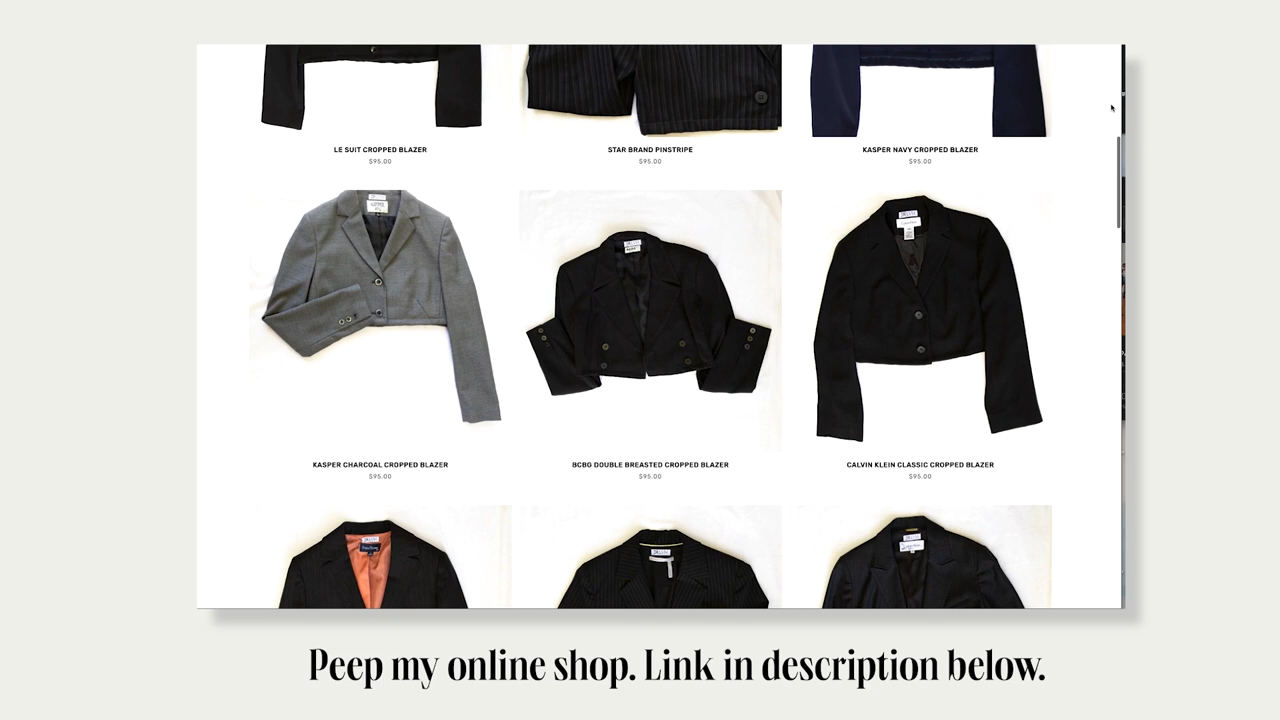 LE SUIT CROPPED BLAZER
$95.00
STAR BRAND PINSTRIPE
$95.00
KASPER NAVY CROPPED BLAZER
$95.00
KASPER CHARCOAL CROPPED BLAZER
$95.00
BCBG DOUBLE BREASTED CROPPED BLAZER
$95.00
CALVIN KLEIN CLASSIC CROPPED BLAZER
$95.00
Peep my online shop. Link in description below.